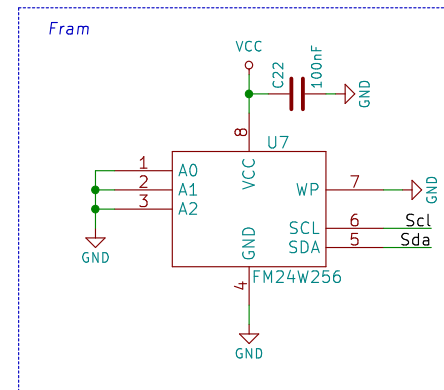 Fram
VCC
C22
100nF
GND
8
U7
VCC
1
A0
2
A1
3
A2
WP
7
GND
SCL
6
Scl
SDA
5
Sda
GND
GND
4
FM24W256
GND